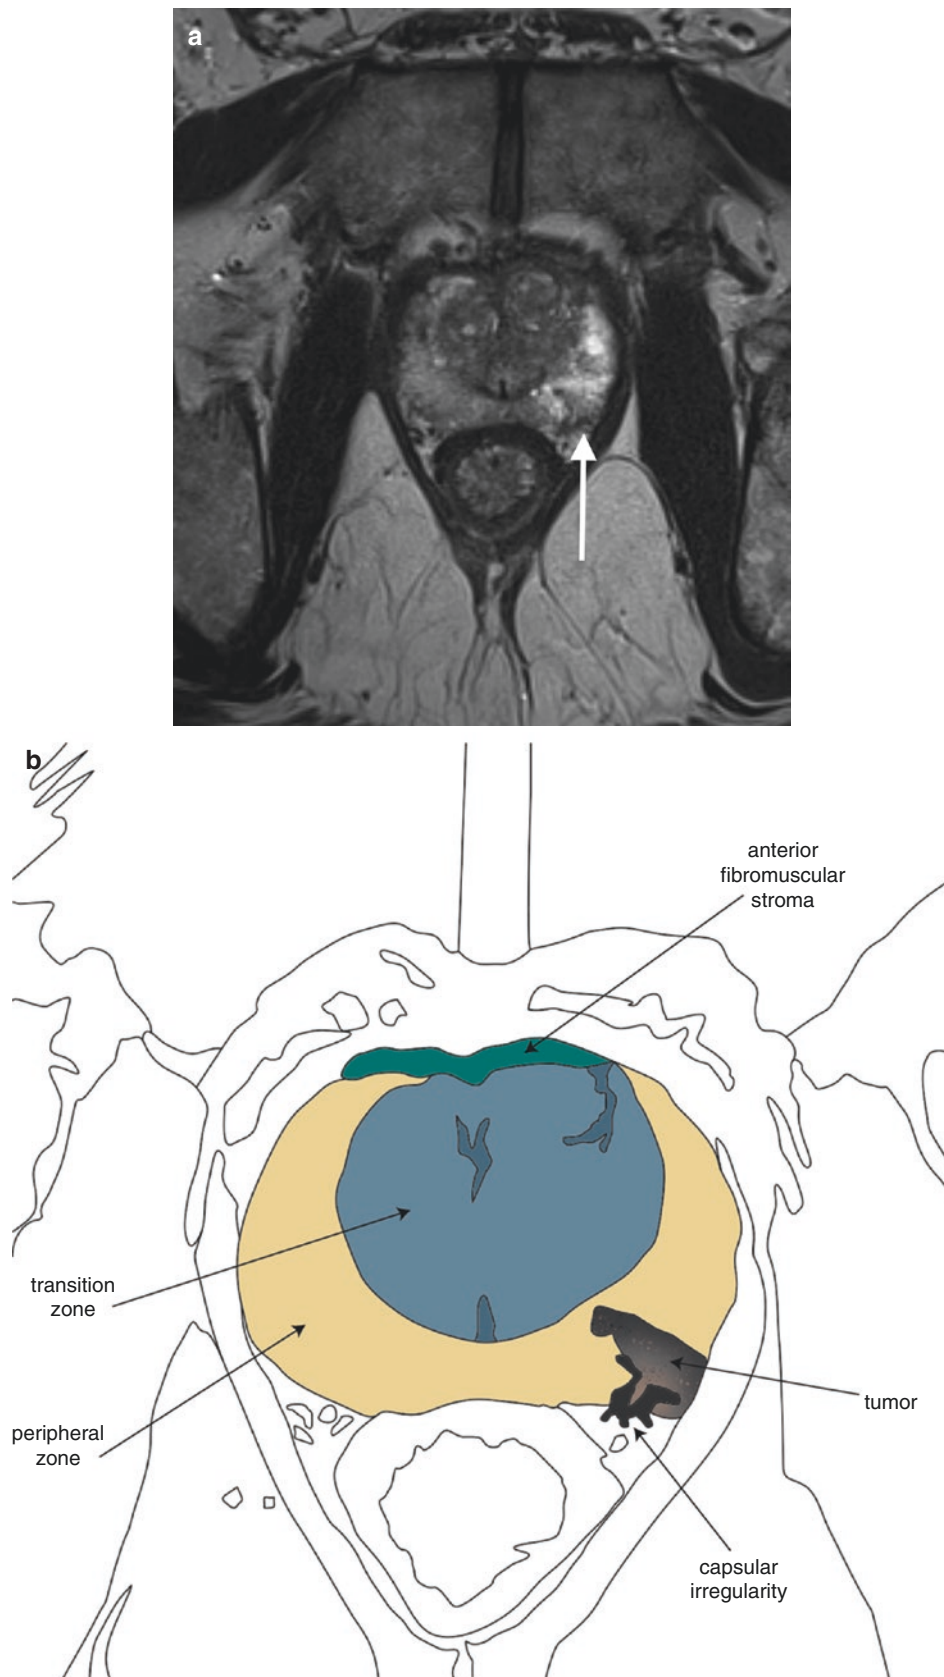 a
b
anterior
fibromuscular
stroma
transition
zone
tumor
peripheral
zone
capsular
irregularity